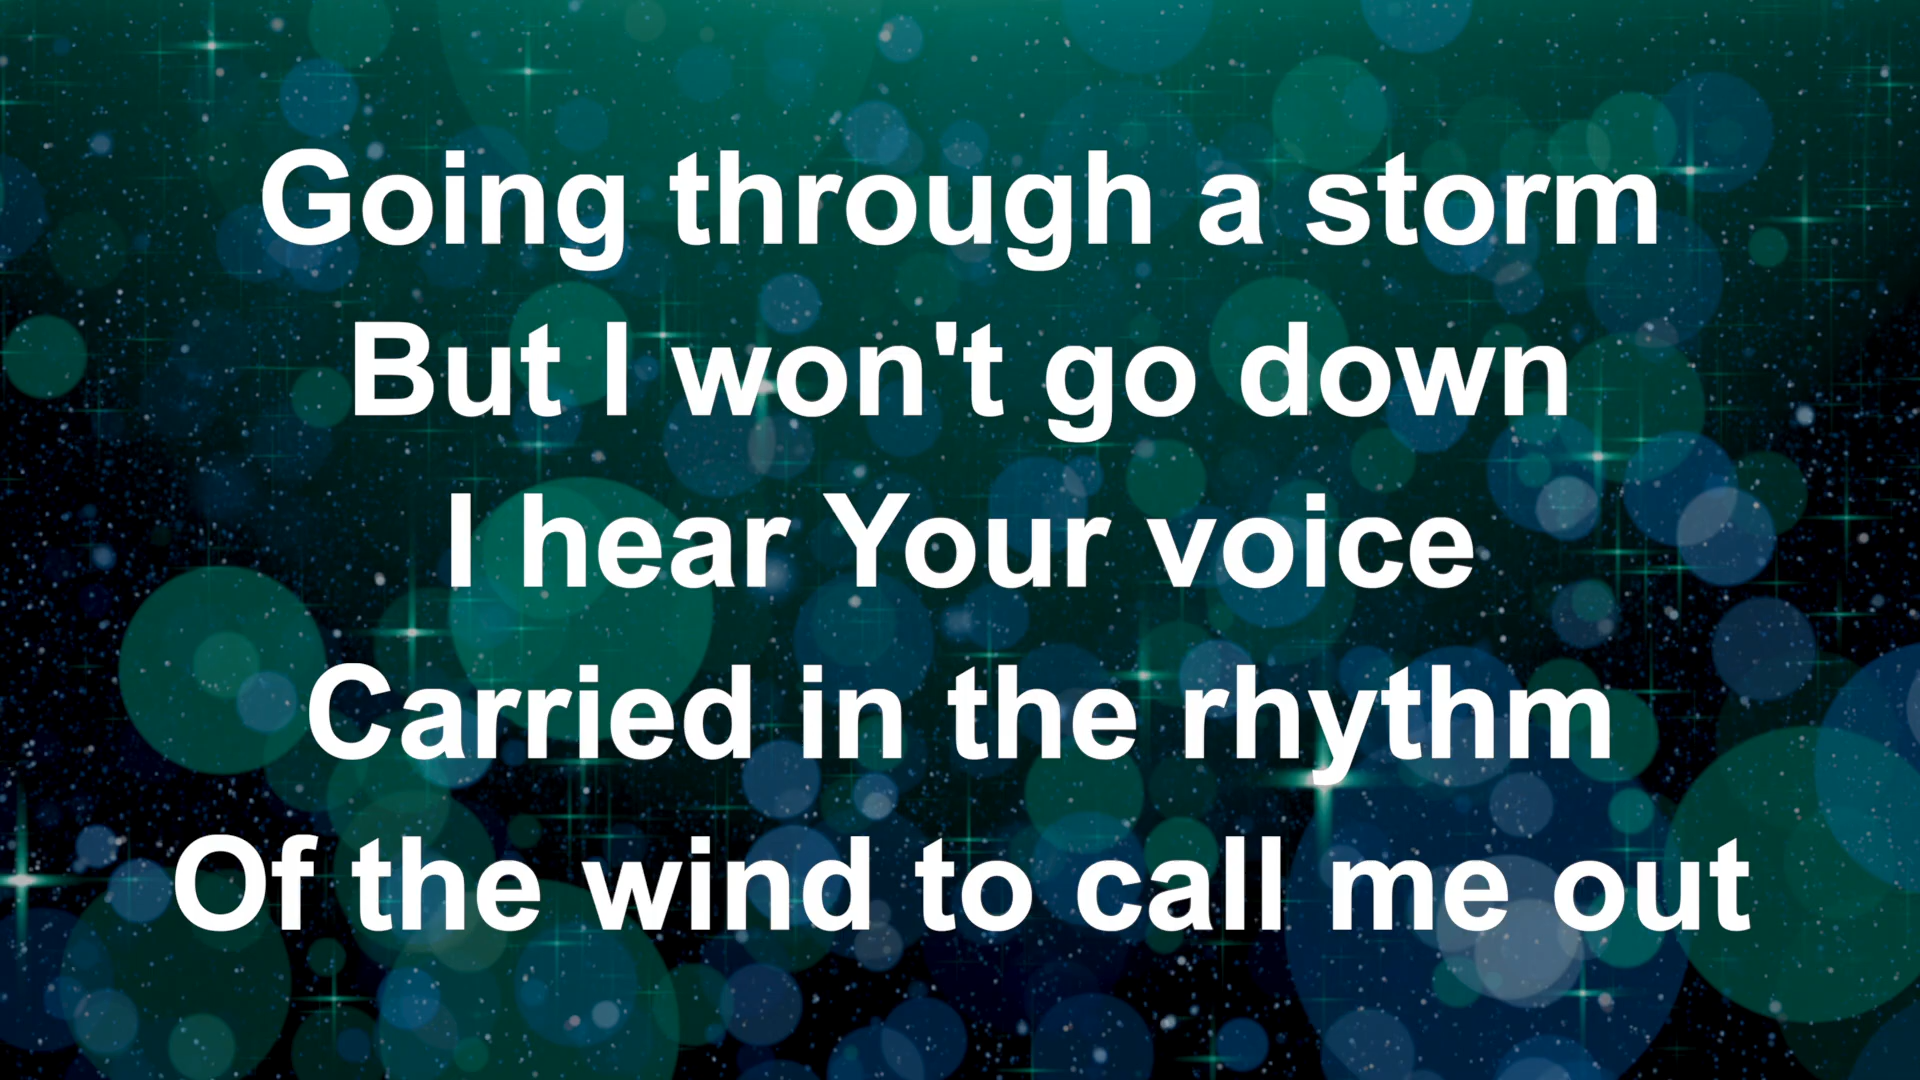 Going through a storm
But I won't go down
I hear Your voice
Carried in the rhythm
Of the wind to call me out